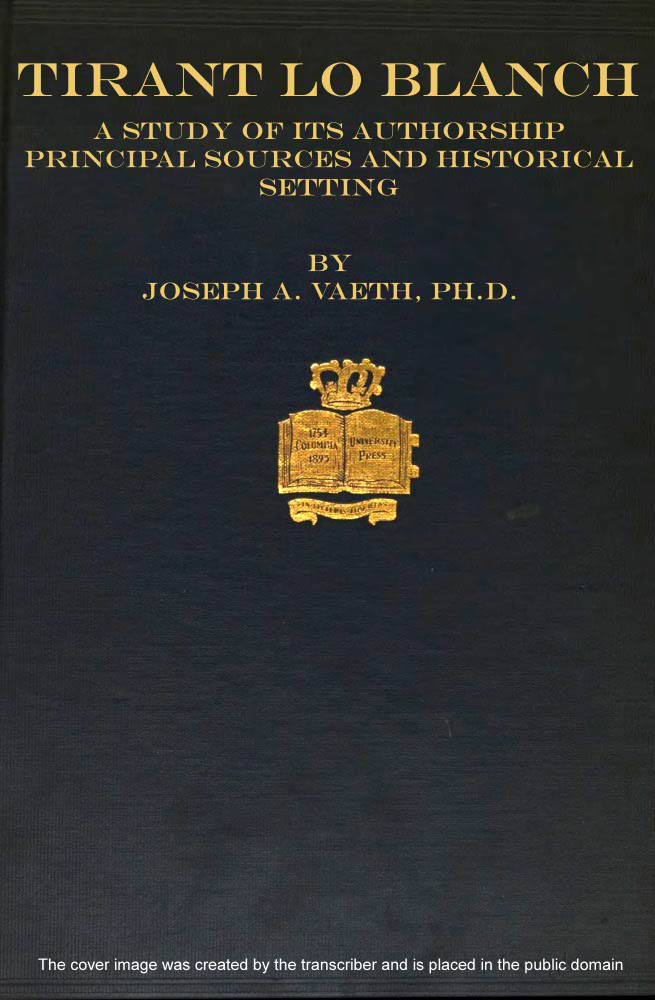 TIRANT LO BLANCH
A STUDY OF ITS AUTHORSHIP
PRINCIPAL SOURCES AND HISTORICAL
SETTING
BY
JOSEPH A. VAETH, PH.D.
1754
COLUMBIA
1893
UNIVERSITY
PRESS
The cover image was created by the transcriber and is placed in the public domain